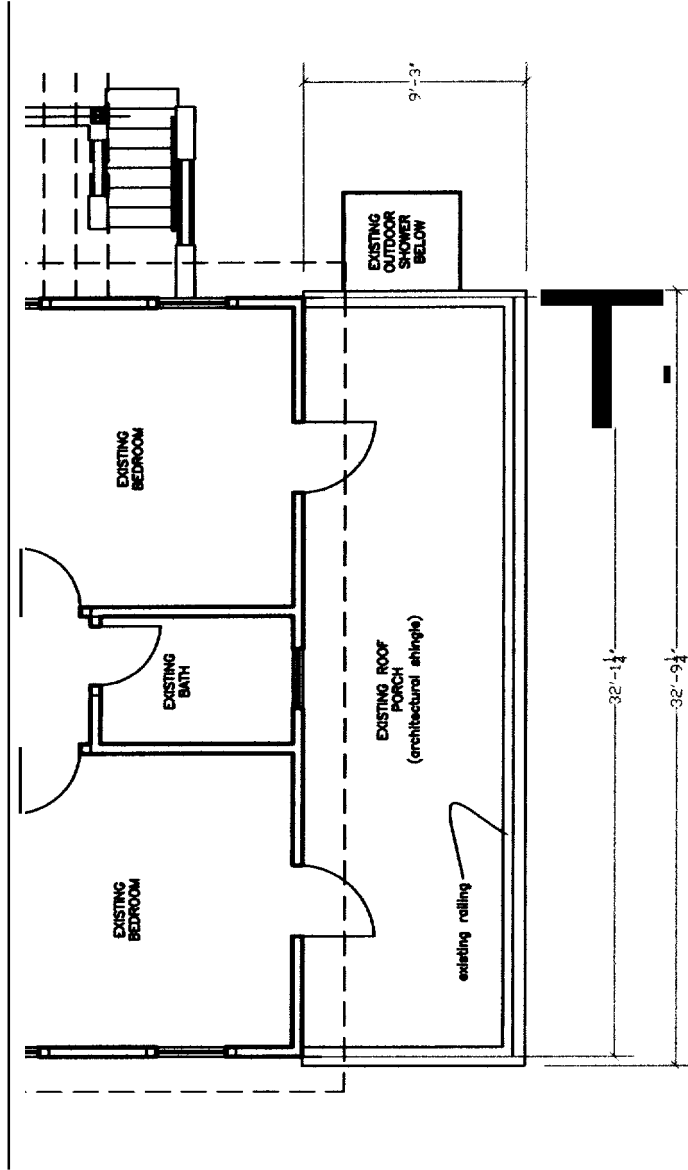 EXISTING
BEDROOM
EXISTING
BATH
EXISTING
BEDROOM
EXISTING ROOF
PORCH
(architectural shingle)
existing railing
EXISTING
OUTDOOR
SHOWER
BELOW
9'-3"
32'-1¼"
32'-9¼"